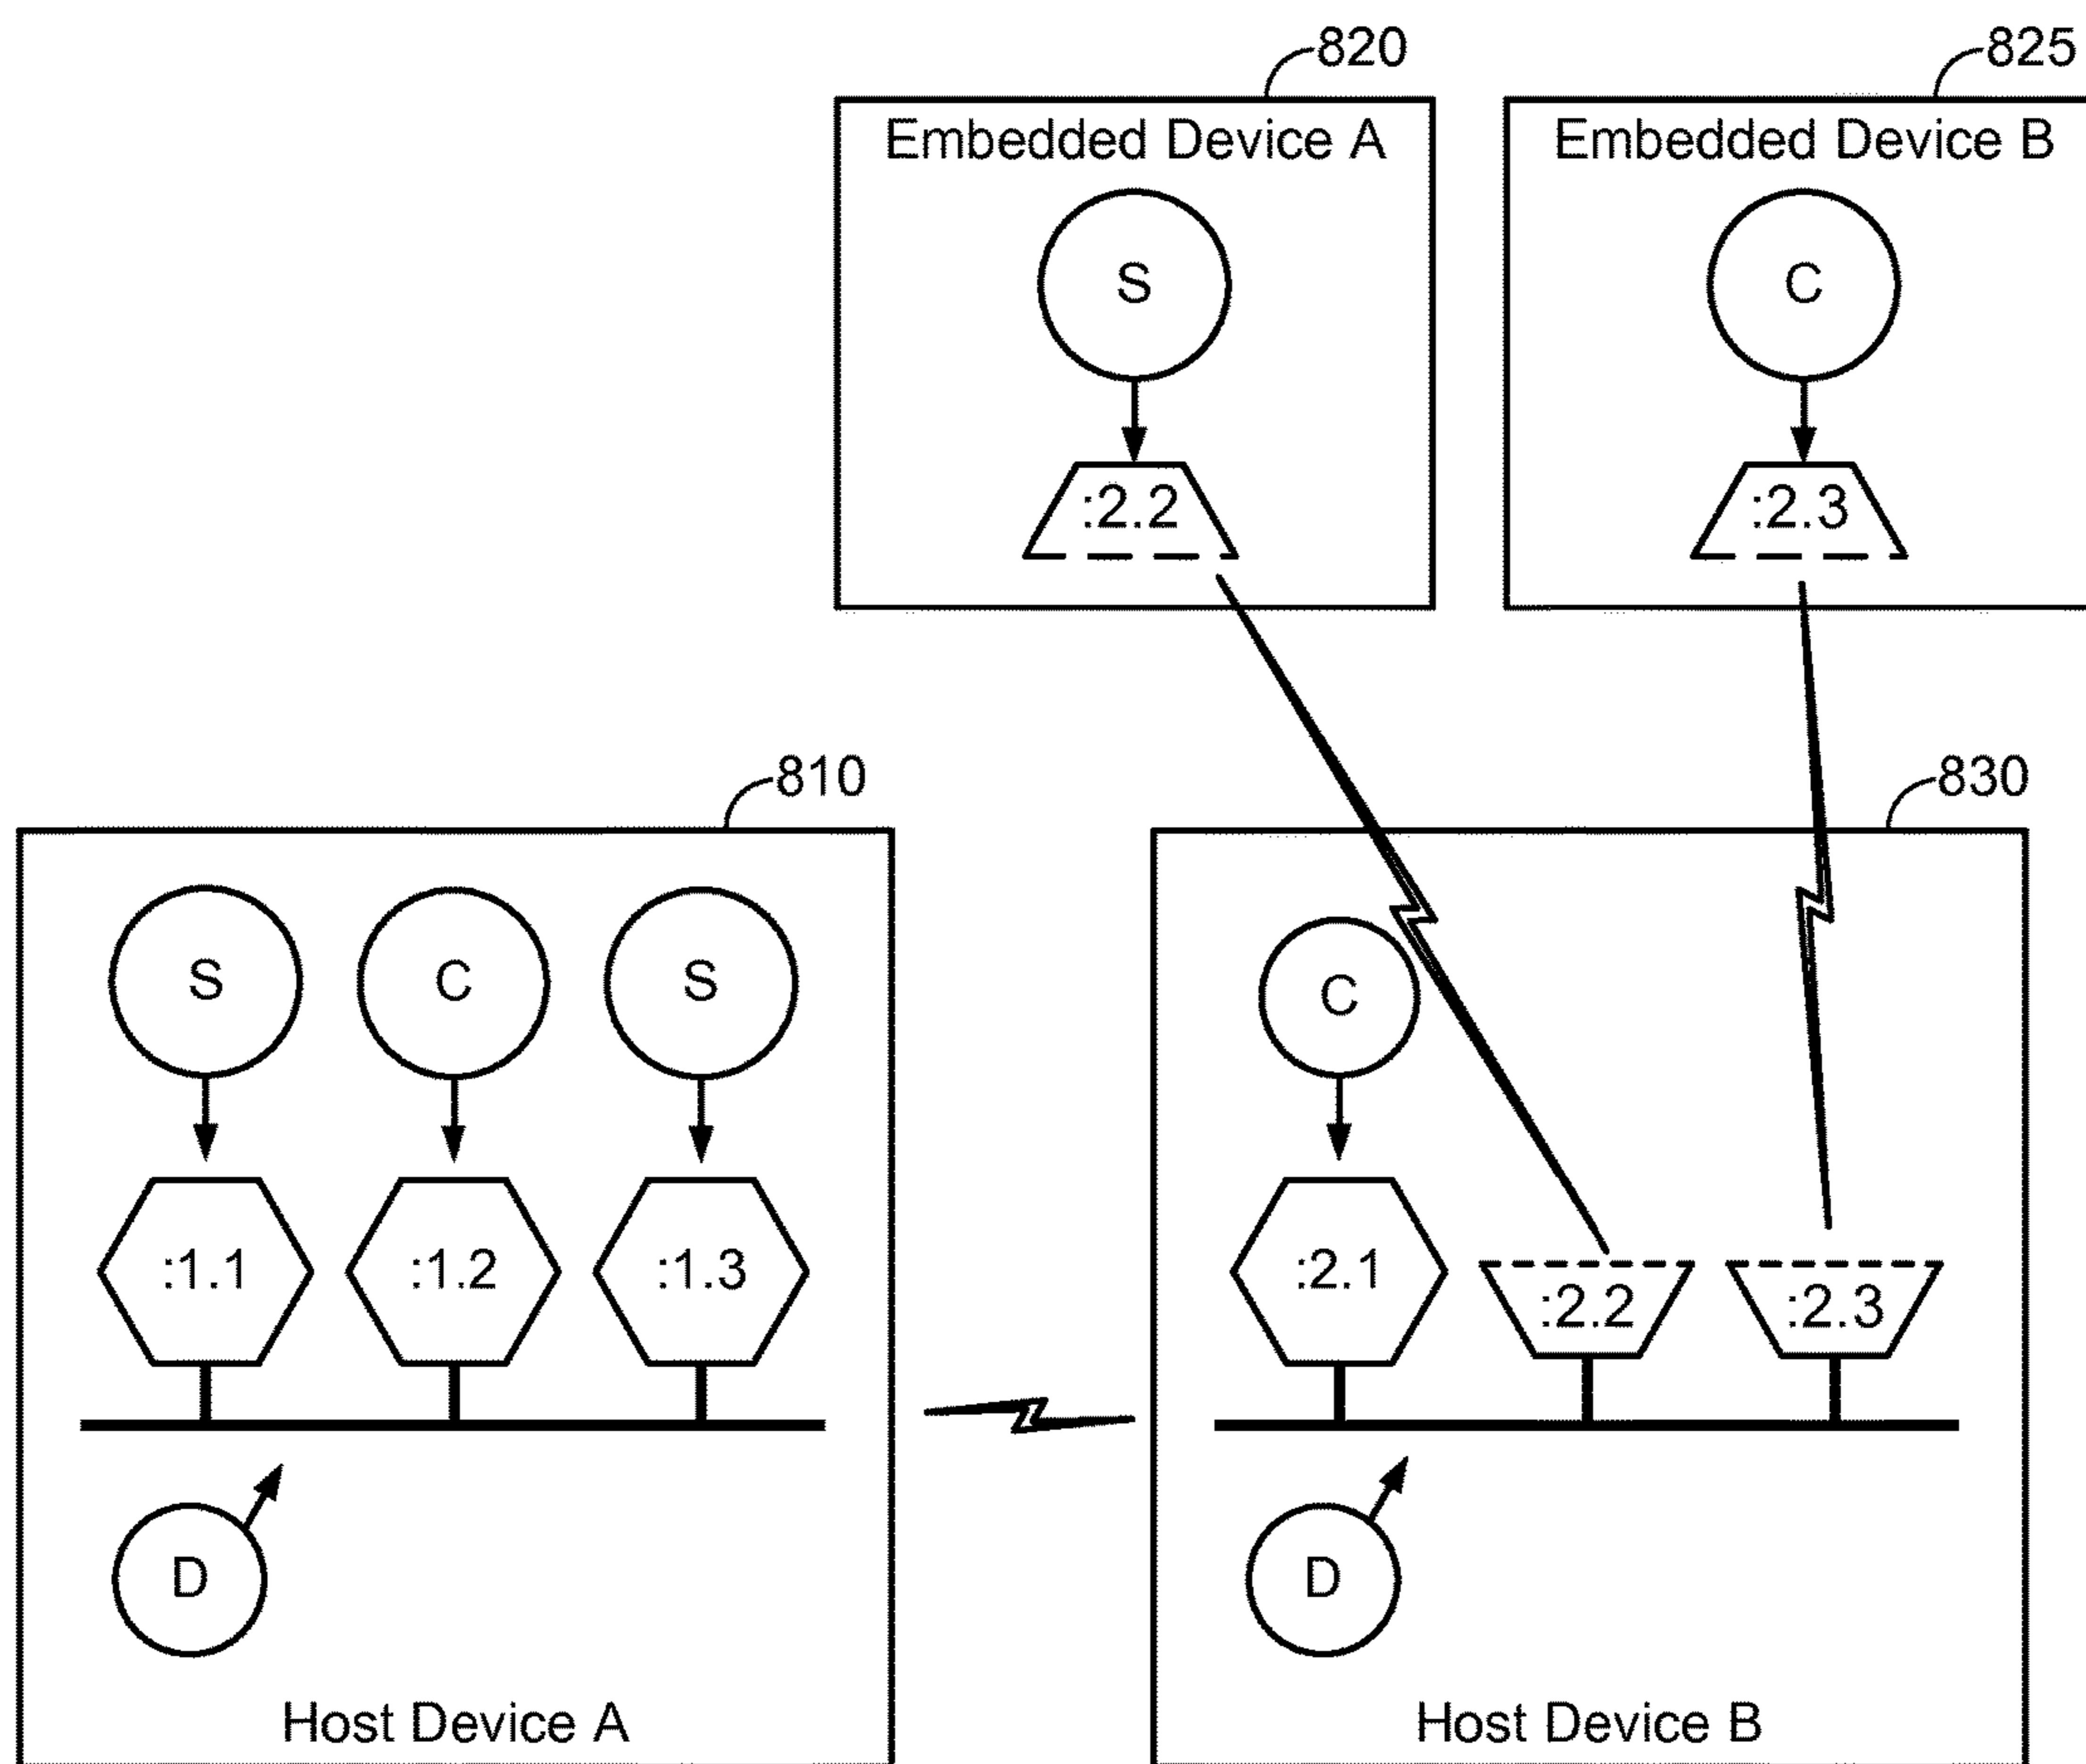 820
825
Embedded Device A
Embedded Device B
S
C
:2.2
:2.3
810
830
S
C
S
C
:1.1
:1.2
:1.3
:2.1
:2.2
:2.3
D
D
Host Device A
Host Device B